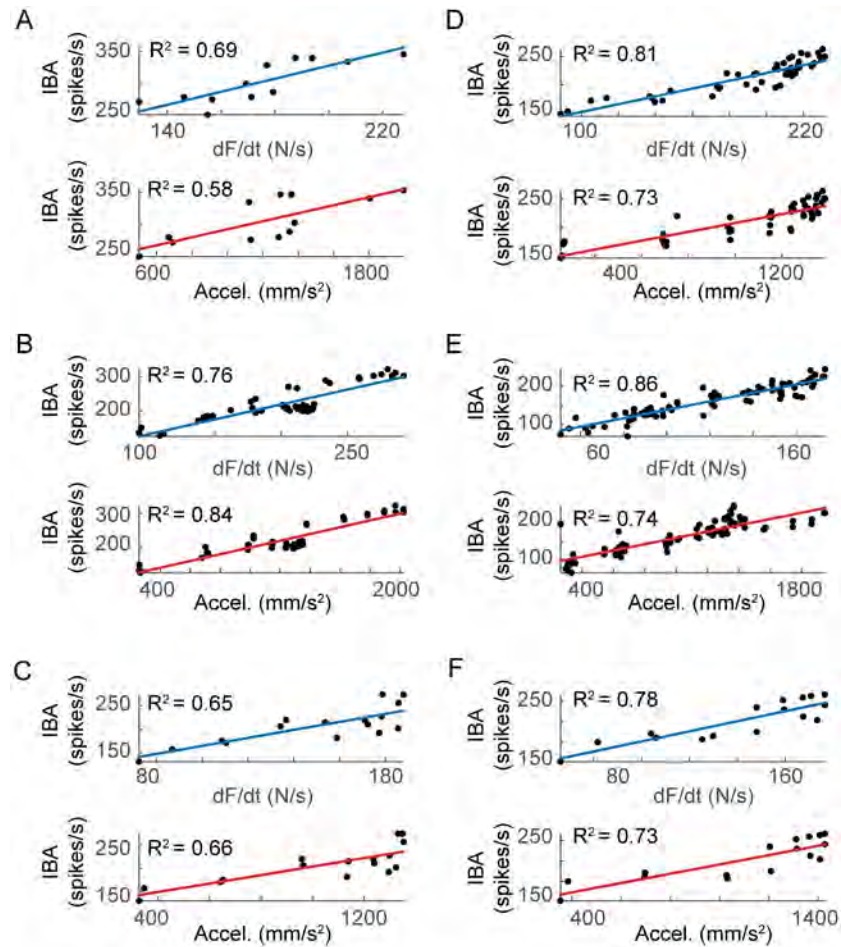 A
IBA
(spikes/s)
350
250
R² = 0.69
140
220
dF/dt (N/s)
IBA
(spikes/s)
350
250
R² = 0.58
600
1800
Accel. (mm/s²)
B
IBA
(spikes/s)
300
200
R² = 0.76
100
250
dF/dt (N/s)
IBA
(spikes/s)
300
200
R² = 0.84
400
2000
Accel. (mm/s²)
C
IBA
(spikes/s)
250
150
R² = 0.65
80
180
dF/dt (N/s)
IBA
(spikes/s)
250
150
R² = 0.66
400
1200
Accel. (mm/s²)
D
IBA
(spikes/s)
250
150
R² = 0.81
100
220
dF/dt (N/s)
IBA
(spikes/s)
250
150
R² = 0.73
400
1200
Accel. (mm/s²)
E
IBA
(spikes/s)
200
100
R² = 0.86
60
160
dF/dt (N/s)
IBA
(spikes/s)
200
100
R² = 0.74
400
1800
Accel. (mm/s²)
F
IBA
(spikes/s)
250
150
R² = 0.78
80
160
dF/dt (N/s)
IBA
(spikes/s)
250
150
R² = 0.73
400
1400
Accel. (mm/s²)